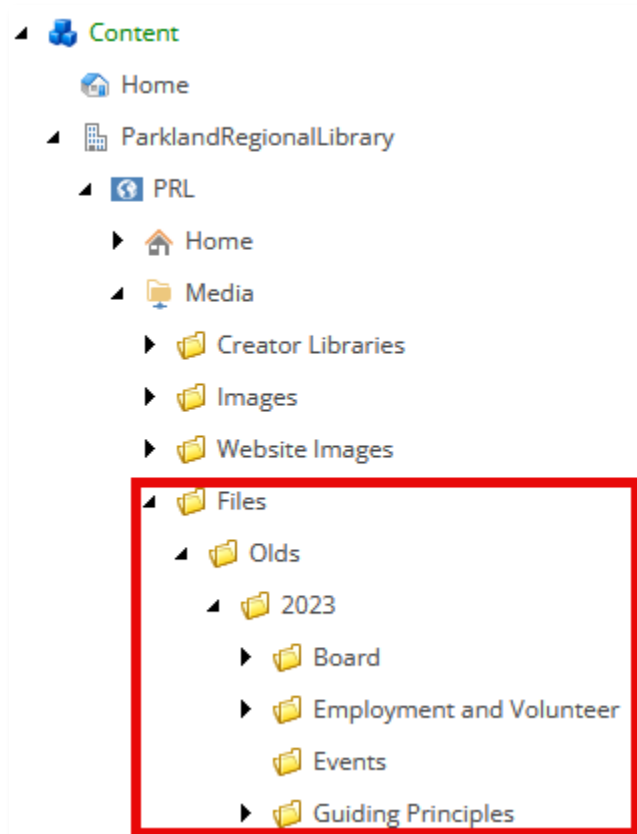 Content
Home
ParklandRegionalLibrary
PRL
Home
Media
Creator Libraries
Images
Website Images
Files
Olds
2023
Board
Employment and Volunteer
Events
Guiding Principles